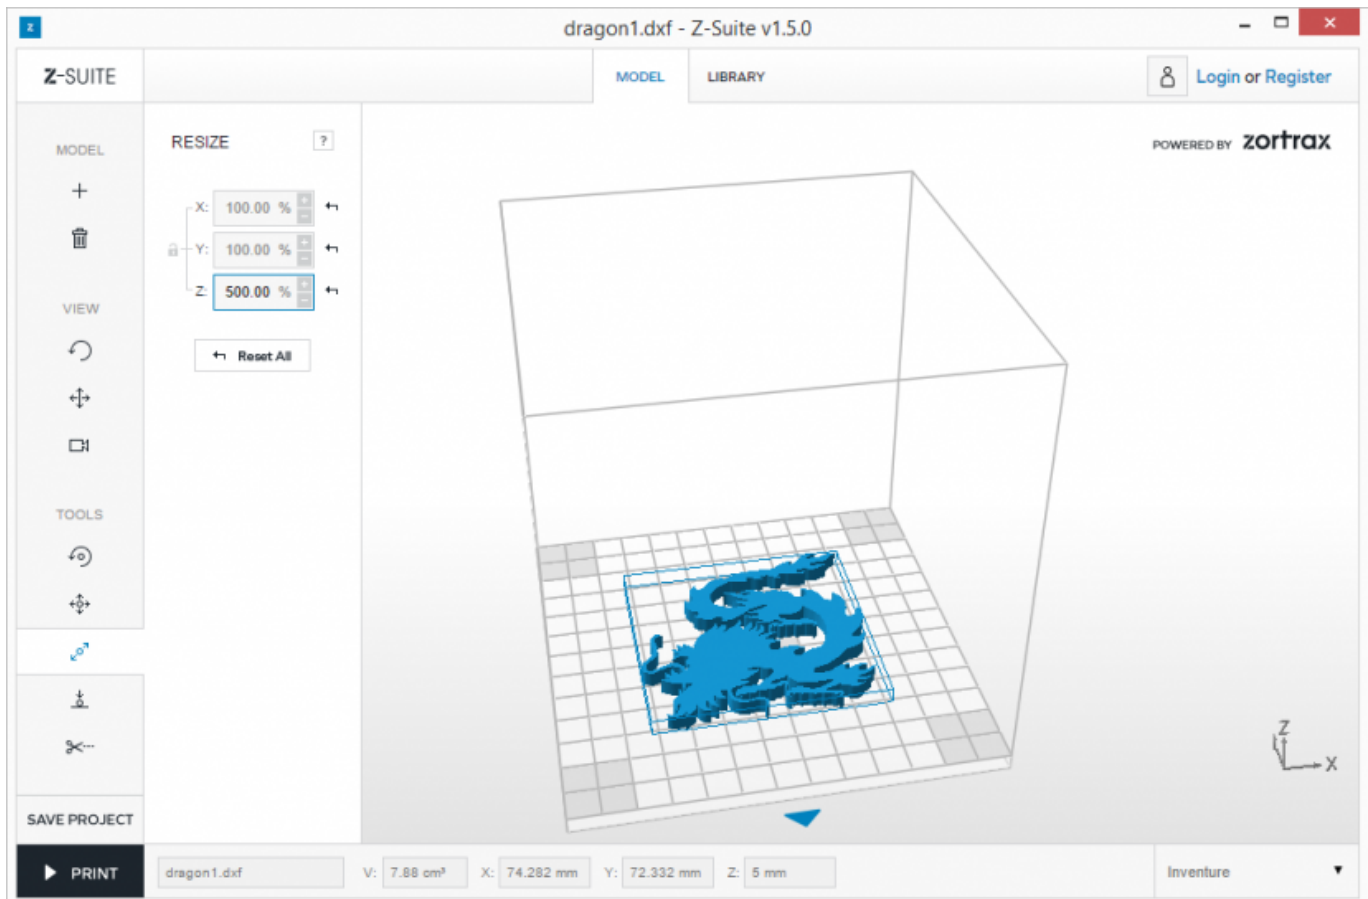 Z
dragon1.dxf - Z-Suite v1.5.0
Z-SUITE
MODEL
LIBRARY
Login or Register
MODEL
VIEW
TOOLS
SAVE PROJECT
PRINT
RESIZE
?
X: 100.00 %
Y: 100.00 %
Z: 500.00 %
Reset All
POWERED BY zortrax
Z
X
dragon1.dxf
V: 7.88 cm³
X: 74.282 mm
Y: 72.332 mm
Z: 5 mm
Inventure